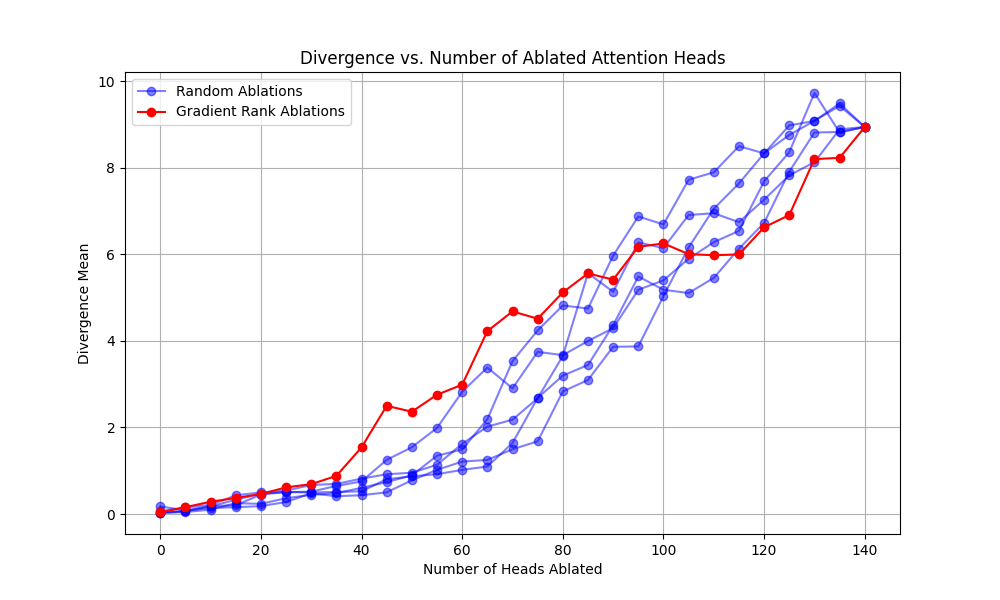 Divergence vs. Number of Ablated Attention Heads
Random Ablations
Gradient Rank Ablations
Divergence Mean
10
8
6
4
2
0
0 20 40 60 80 100 120 140
Number of Heads Ablated